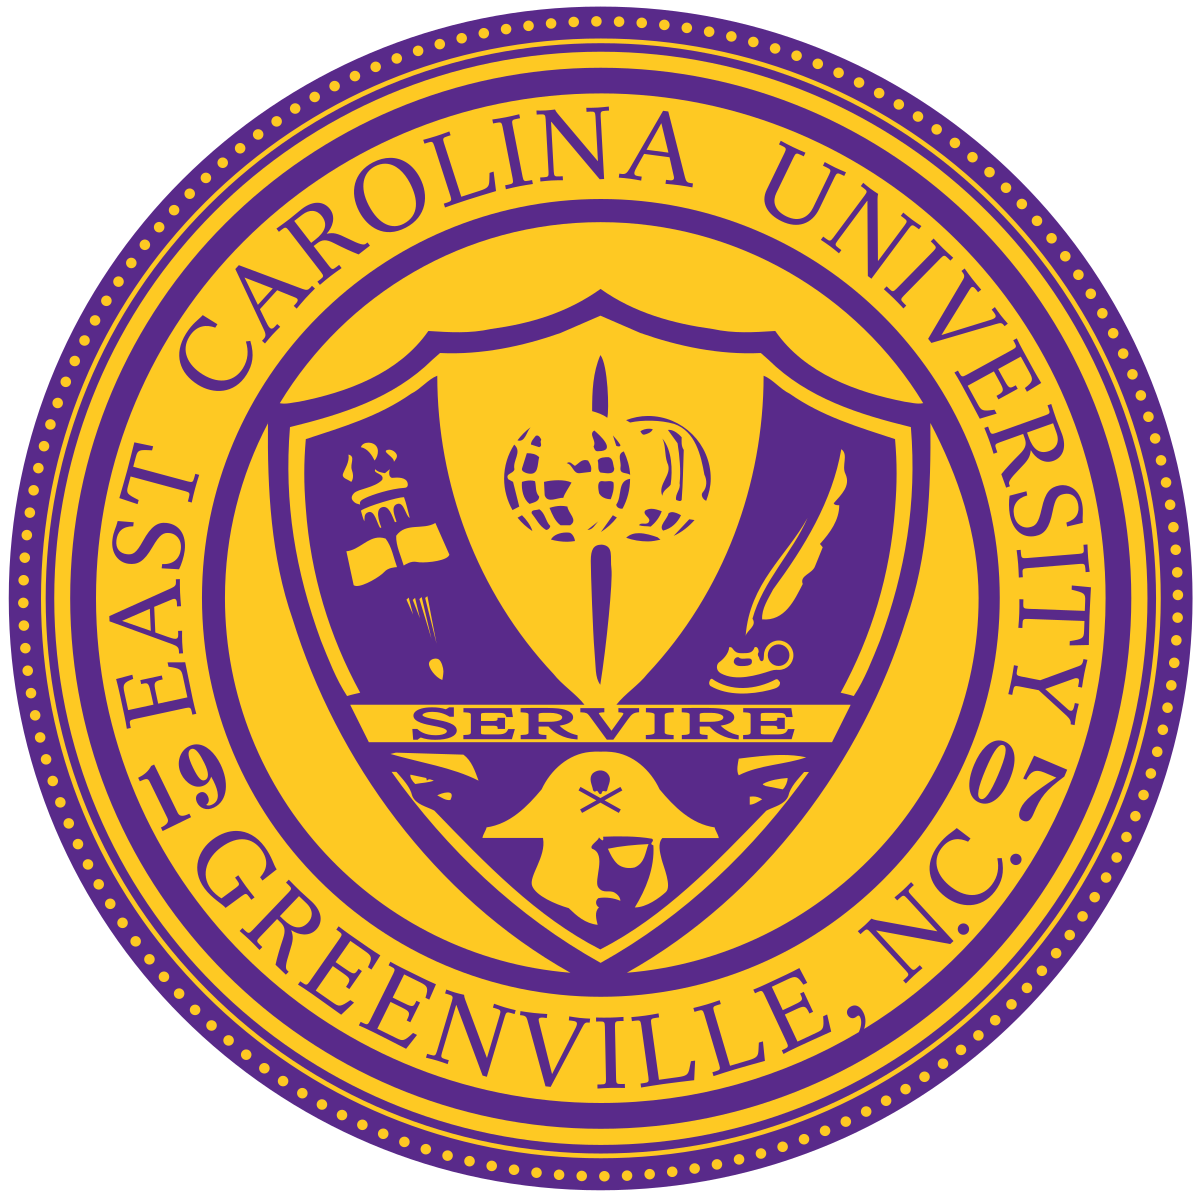 EAST CAROLINA UNIVERSITY
19 07
SERVIRE
GREENVILLE, N.C.